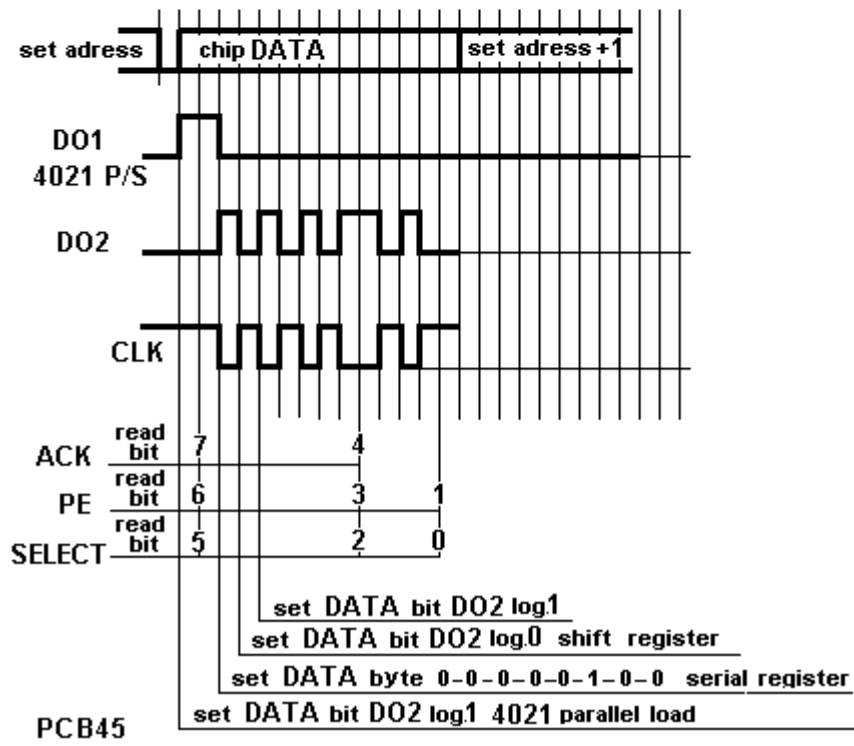 set adress chip DATA set adress +1
DO1
4021 P/S
DO2
CLK
ACK read bit 7 4
PE read bit 6 3 1
SELECT read bit 5 2 0
set DATA bit DO2 log.1
set DATA bit DO2 log.0 shift register
set DATA byte 0-0-0-0-0-1-0-0 serial register
set DATA bit DO2 log.1 4021 parallel load
PCB45